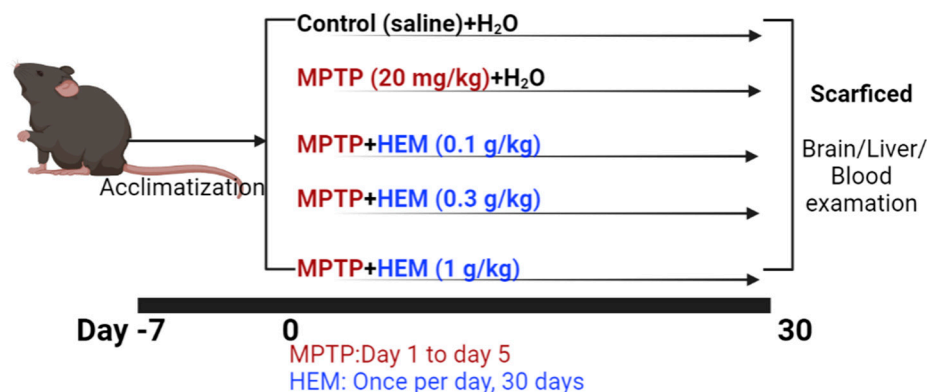 Control (saline)+H₂O
MPTP (20 mg/kg)+H₂O
MPTP+HEM (0.1 g/kg)
MPTP+HEM (0.3 g/kg)
MPTP+HEM (1 g/kg)
Acclimatization
Scarficed
Brain/Liver/
Blood
examation
Day -7 0 30
MPTP:Day 1 to day 5
HEM: Once per day, 30 days